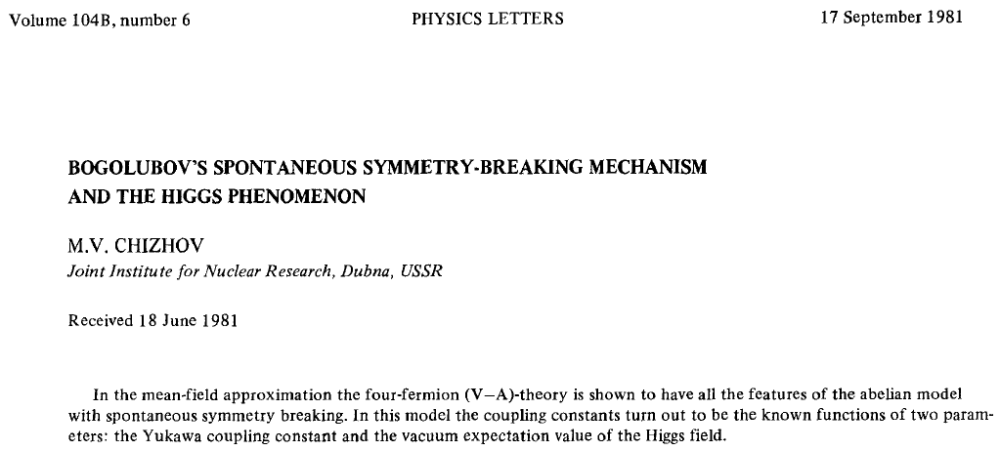 Volume 104B, number 6 PHYSICS LETTERS 17 September 1981
BOGOLUBOV'S SPONTANEOUS SYMMETRY-BREAKING MECHANISM
AND THE HIGGS PHENOMENON
M.V. CHIZHOV
Joint Institute for Nuclear Research, Dubna, USSR
Received 18 June 1981
In the mean-field approximation the four-fermion (V–A)-theory is shown to have all the features of the abelian model
with spontaneous symmetry breaking. In this model the coupling constants turn out to be the known functions of two param-
eters: the Yukawa coupling constant and the vacuum expectation value of the Higgs field.